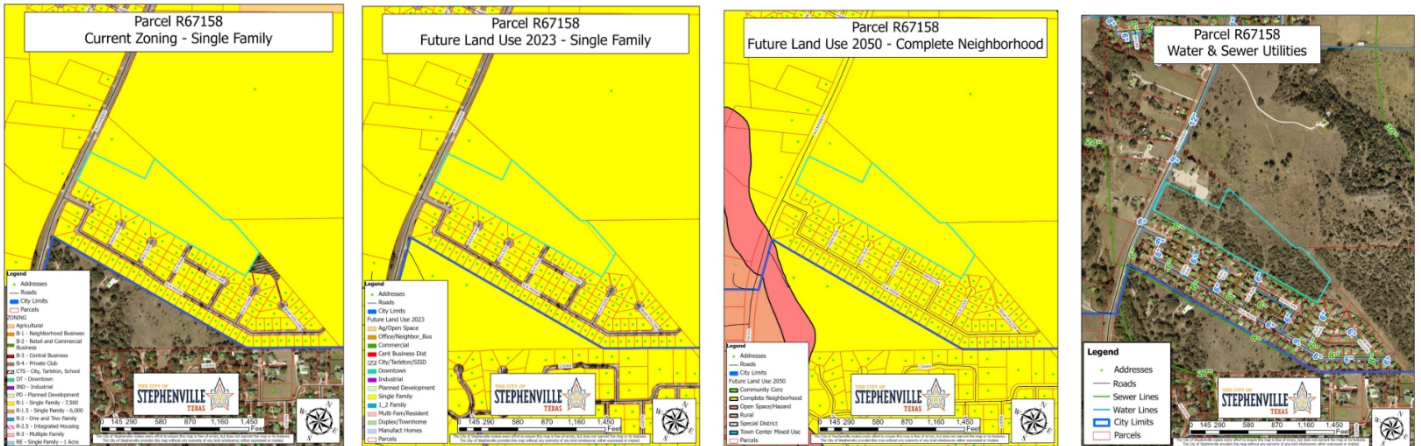 Parcel R67158
Current Zoning - Single Family
Legend
Addresses
Roads
City Limits
Parcels
ZONING
Agricultural
B-1 - Neighborhood Business
B-2 - Retail and Commercial
Business
B-3 - Central Business
B-4 - Private Club
CTS - City, Tarleton, School
DT - Downtown
IND - Industrial
PD - Planned Development
R-1 - Single Family - 7,500
R-1.5 - Single Family - 6,000
R-2 - One and Two Family
R-2.5 - Integrated Housing
R-3 - Multiple Family
RE - Single Family - 1 Acre
THE CITY OF
STEPHENVILLE
TEXAS
0 145 290 580 870 1,160 1,450
Feet
Parcel R67158
Future Land Use 2023 - Single Family
Legend
Addresses
Roads
City Limits
Future Land Use 2023
Ag/Open Space
Office/Neighbor_Bus
Commercial
Cent Business Dist
City/Tarleton/SISD
Downtown
Industrial
Planned Development
Single Family
1_2 Family
Multi-Fam/Resident
Duplex/Townhome
Manufact Homes
Parcels
THE CITY OF
STEPHENVILLE
TEXAS
0 145 290 580 870 1,160 1,450
Feet
Parcel R67158
Future Land Use 2050 - Complete Neighborhood
Legend
Addresses
Roads
City Limits
Future Land Use 2050
Community Core
Complete Neighborhood
Open Space/Hazard
Rural
Special District
Town Center Mixed Use
Parcels
THE CITY OF
STEPHENVILLE
TEXAS
0 145 290 580 870 1,160 1,450
Feet
Parcel R67158
Water & Sewer Utilities
Legend
Addresses
Roads
Sewer Lines
Water Lines
City Limits
Parcels
THE CITY OF
STEPHENVILLE
TEXAS
0 145 290 580 870 1,160 1,450
Feet